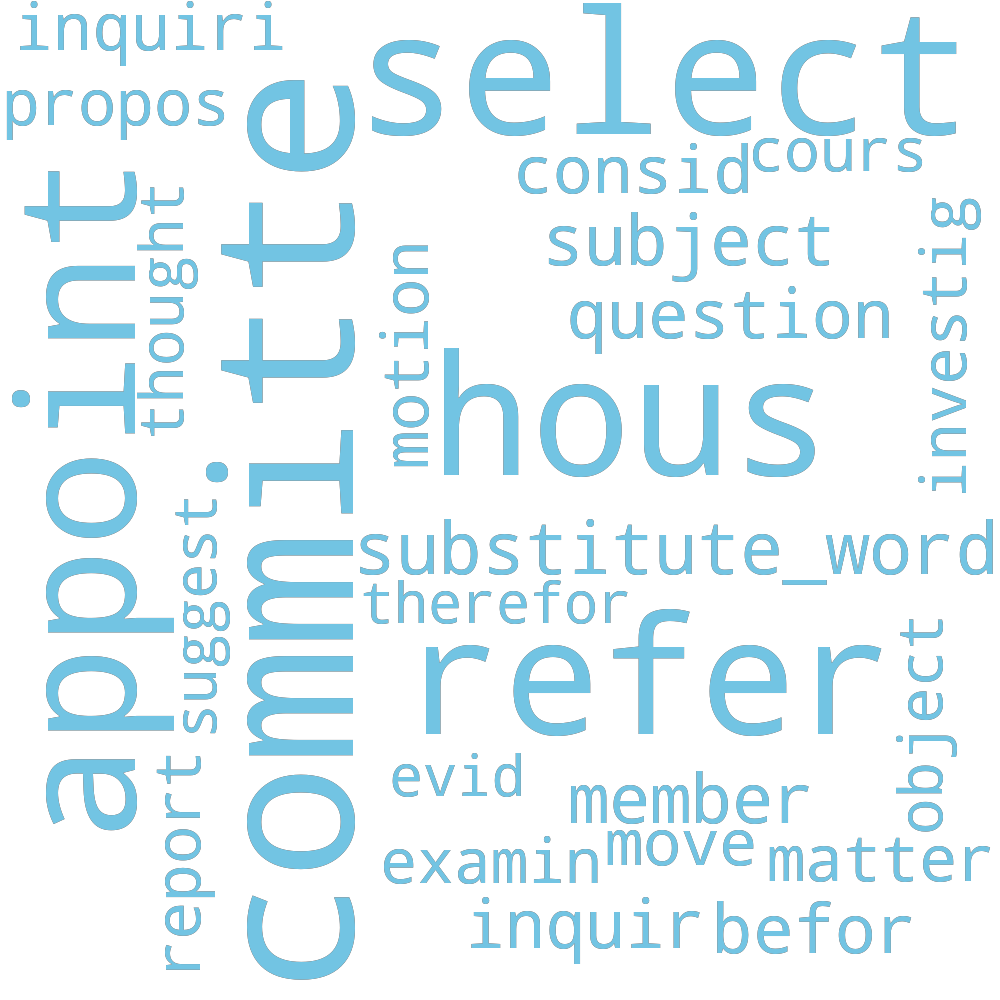 inquiri
select
propos
committe
appoint
cours
consid
thought
investig
subject
motion
question
hous
suggest
substitute_word
therefor
refer
object
report
evid
member
move
examin
matter
inquir
befor